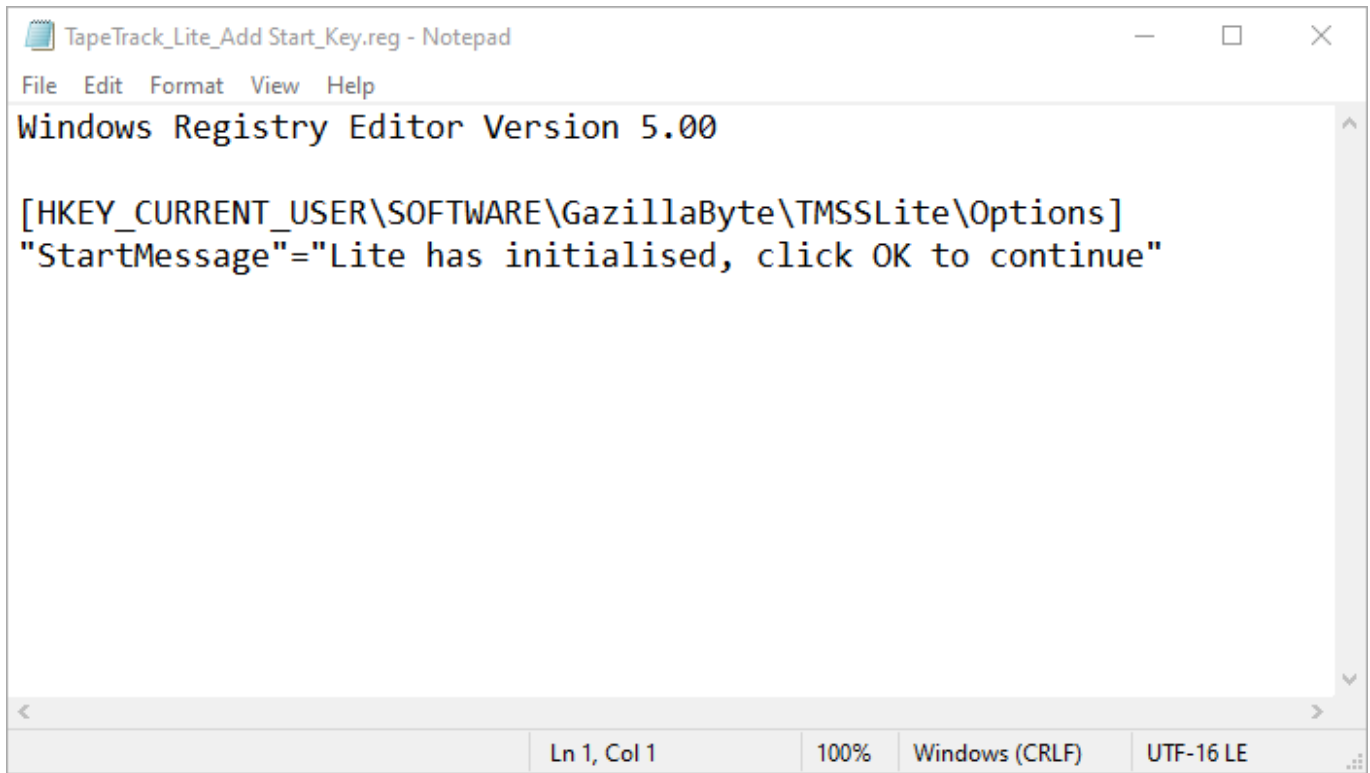 TapeTrack_Lite_Add Start_Key.reg - Notepad
File Edit Format View Help
Windows Registry Editor Version 5.00
[HKEY_CURRENT_USER\SOFTWARE\GazillaByte\TMSSLite\Options]
"StartMessage"="Lite has initialised, click OK to continue"
Ln 1, Col 1 100% Windows (CRLF) UTF-16 LE